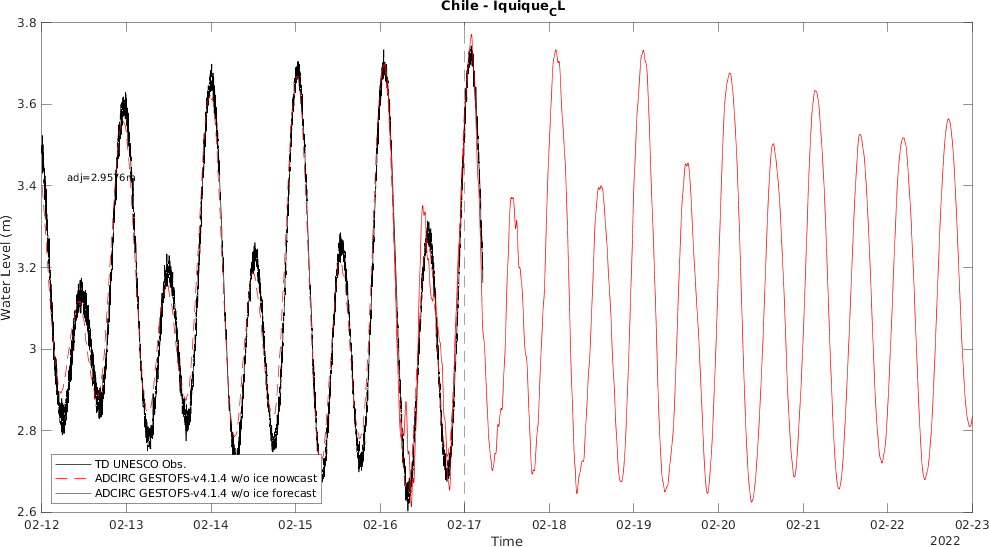 Chile - Iquique_CL
3.8
3.6
3.4
3.2
3
2.8
2.6
Water Level (m)
adj=2.9576m
TD UNESCO Obs.
ADCIRC GESTOFS-v4.1.4 w/o ice nowcast
ADCIRC GESTOFS-v4.1.4 w/o ice forecast
02-12 02-13 02-14 02-15 02-16 02-17 02-18 02-19 02-20 02-21 02-22 02-23
Time
2022